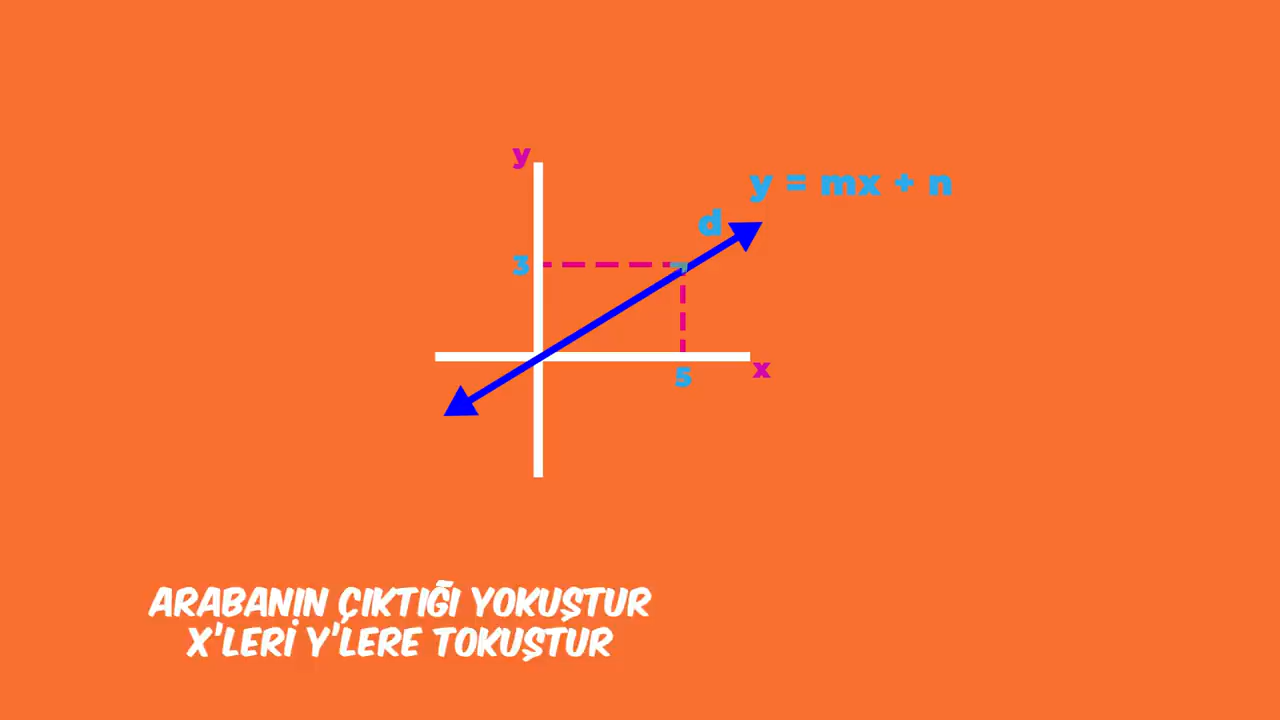 y
y = mx + n
d
3
5
x
ARABANIN ÇIKTIĞI YOKUŞTUR
X'LERİ Y'LERE TOKUŞTUR